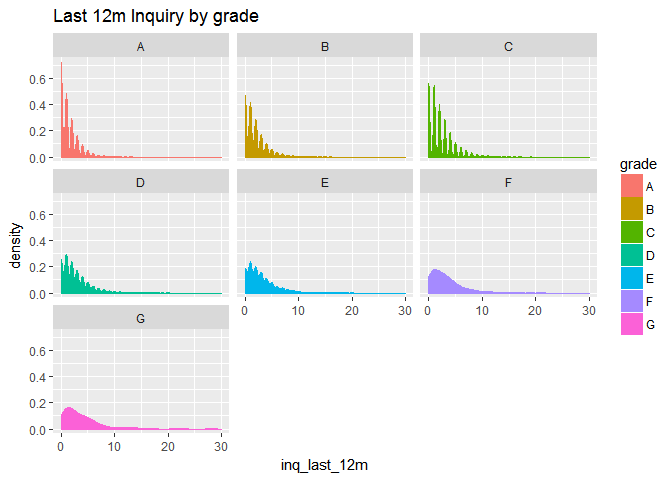 Last 12m Inquiry by grade
A B C
0.6
0.4
0.2
0.0
D E F
0.6
0.4
0.2
0.0
0 10 20 30 0 10 20 30
G
0.6
0.4
0.2
0.0
0 10 20 30
inq_last_12m
density
grade
A
B
C
D
E
F
G